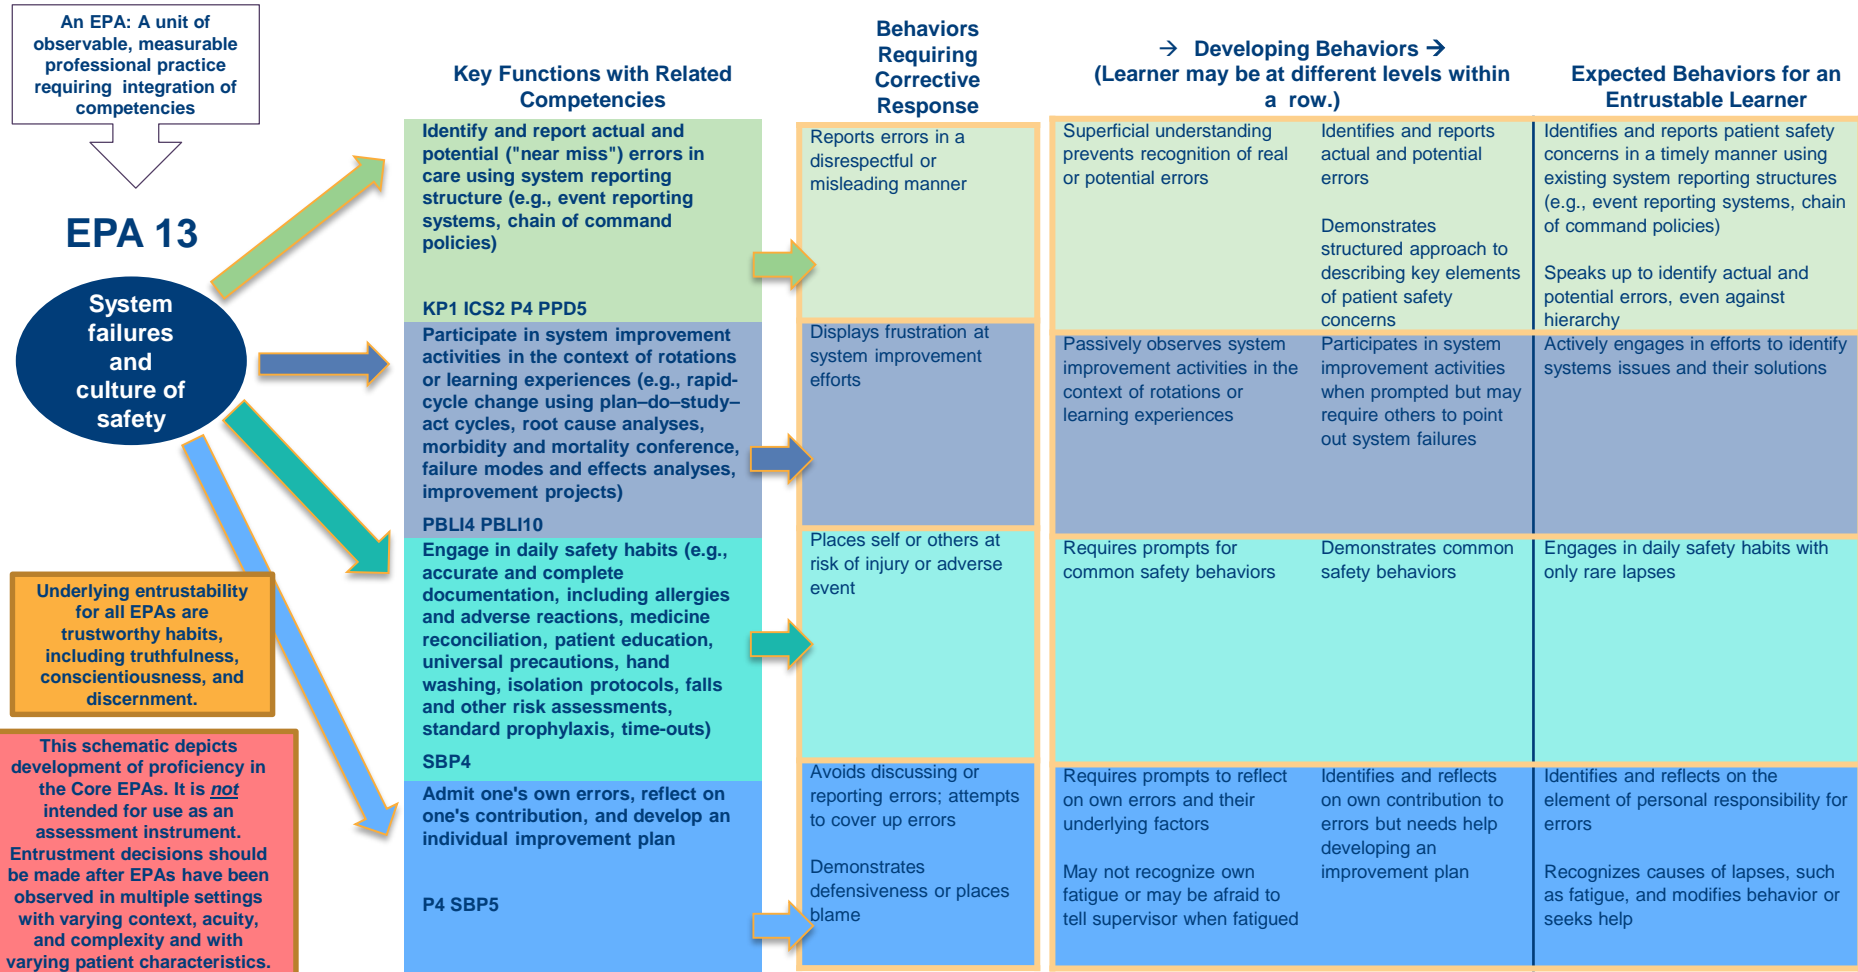 An EPA: A unit of
observable, measurable
professional practice
requiring integration of
competencies
EPA 13
System
failures
and
culture of
safety
Underlying entrustability
for all EPAs are
trustworthy habits,
including truthfulness,
conscientiousness, and
discernment.
This schematic depicts
development of proficiency in
the Core EPAs. It is not
intended for use as an
assessment instrument.
Entrustment decisions should
be made after EPAs have been
observed in multiple settings
with varying context, acuity,
and complexity and with
varying patient characteristics.
Key Functions with Related
Competencies
Behaviors
Requiring
Corrective
Response
→ Developing Behaviors →
(Learner may be at different levels within
a row.)
Expected Behaviors for an
Entrustable Learner
Identify and report actual and
potential ("near miss") errors in
care using system reporting
structure (e.g., event reporting
systems, chain of command
policies)
KP1 ICS2 P4 PPD5
Reports errors in a
disrespectful or
misleading manner
Superficial understanding
prevents recognition of real
or potential errors
Identifies and reports
actual and potential
errors
Demonstrates
structured approach to
describing key elements
of patient safety
concerns
Identifies and reports patient safety
concerns in a timely manner using
existing system reporting structures
(e.g., event reporting systems, chain
of command policies)
Speaks up to identify actual and
potential errors, even against
hierarchy
Participate in system improvement
activities in the context of rotations
or learning experiences (e.g., rapid-
cycle change using plan–do–study–
act cycles, root cause analyses,
morbidity and mortality conference,
failure modes and effects analyses,
improvement projects)
PBLI4 PBLI10
Displays frustration at
system improvement
efforts
Passively observes system
improvement activities in the
context of rotations or
learning experiences
Participates in system
improvement activities
when prompted but may
require others to point
out system failures
Actively engages in efforts to identify
systems issues and their solutions
Engage in daily safety habits (e.g.,
accurate and complete
documentation, including allergies
and adverse reactions, medicine
reconciliation, patient education,
universal precautions, hand
washing, isolation protocols, falls
and other risk assessments,
standard prophylaxis, time-outs)
SBP4
Places self or others at
risk of injury or adverse
event
Requires prompts for
common safety behaviors
Demonstrates common
safety behaviors
Engages in daily safety habits with
only rare lapses
Admit one's own errors, reflect on
one's contribution, and develop an
individual improvement plan
P4 SBP5
Avoids discussing or
reporting errors; attempts
to cover up errors
Demonstrates
defensiveness or places
blame
Requires prompts to reflect
on own errors and their
underlying factors
May not recognize own
fatigue or may be afraid to
tell supervisor when fatigued
Identifies and reflects
on own contribution to
errors but needs help
developing an
improvement plan
Identifies and reflects on the
element of personal responsibility for
errors
Recognizes causes of lapses, such
as fatigue, and modifies behavior or
seeks help